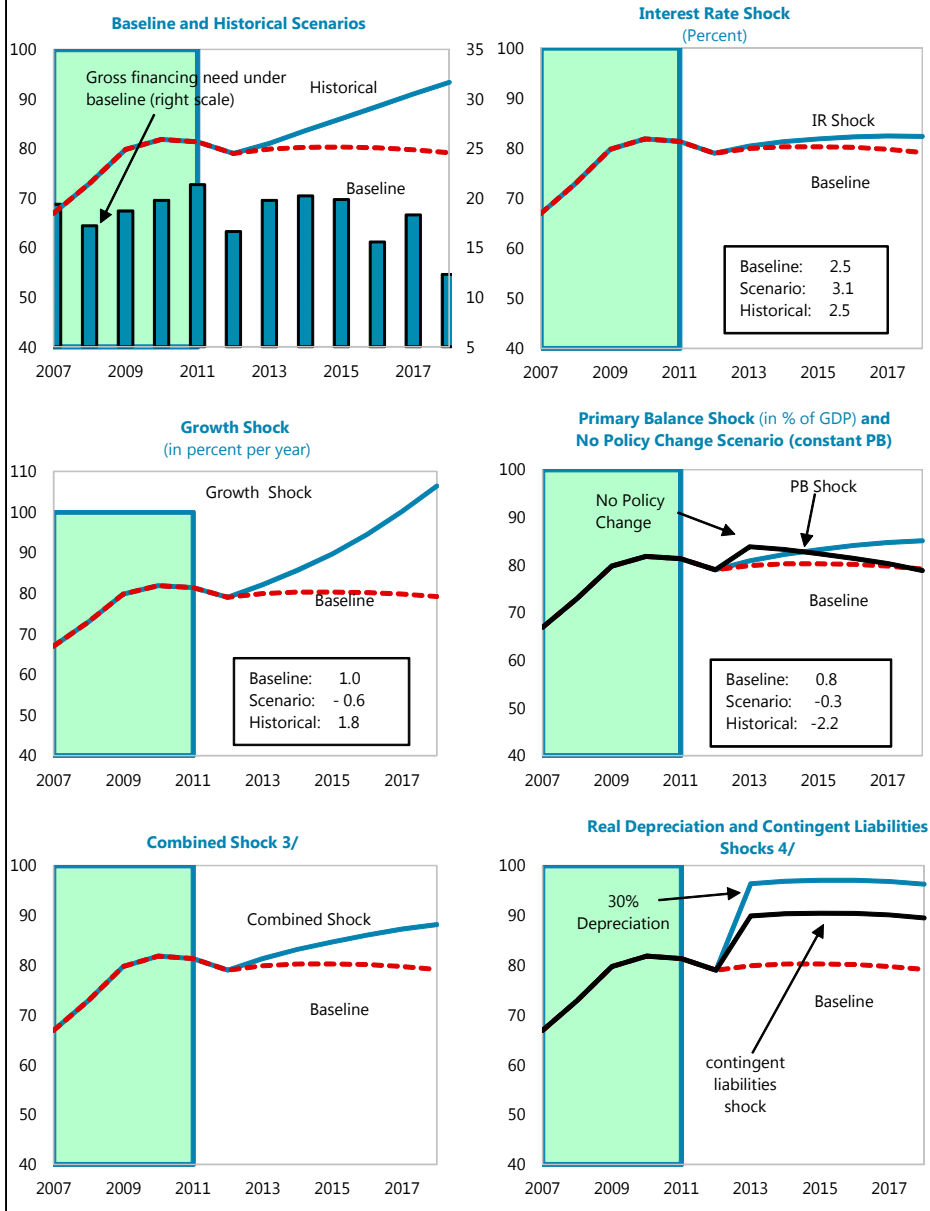 Baseline and Historical Scenarios
100
90
80
70
60
50
40
35
30
25
20
15
10
5
Gross financing need under
baseline (right scale)
Historical
Baseline
2007
2009
2011
2013
2015
2017
Interest Rate Shock
(Percent)
100
90
80
70
60
50
40
IR Shock
Baseline
Baseline: 2.5
Scenario: 3.1
Historical: 2.5
2007
2009
2011
2013
2015
2017
Growth Shock
(in percent per year)
110
100
90
80
70
60
50
40
Growth Shock
Baseline
Baseline: 1.0
Scenario: - 0.6
Historical: 1.8
2007
2009
2011
2013
2015
2017
Primary Balance Shock (in % of GDP) and
No Policy Change Scenario (constant PB)
100
90
80
70
60
50
40
No Policy
Change
PB Shock
Baseline
Baseline: 0.8
Scenario: -0.3
Historical: -2.2
2007
2009
2011
2013
2015
2017
Combined Shock 3/
100
90
80
70
60
50
40
Combined Shock
Baseline
2007
2009
2011
2013
2015
2017
Real Depreciation and Contingent Liabilities
Shocks 4/
100
90
80
70
60
50
40
30%
Depreciation
Baseline
contingent
liabilities
shock
2007
2009
2011
2013
2015
2017